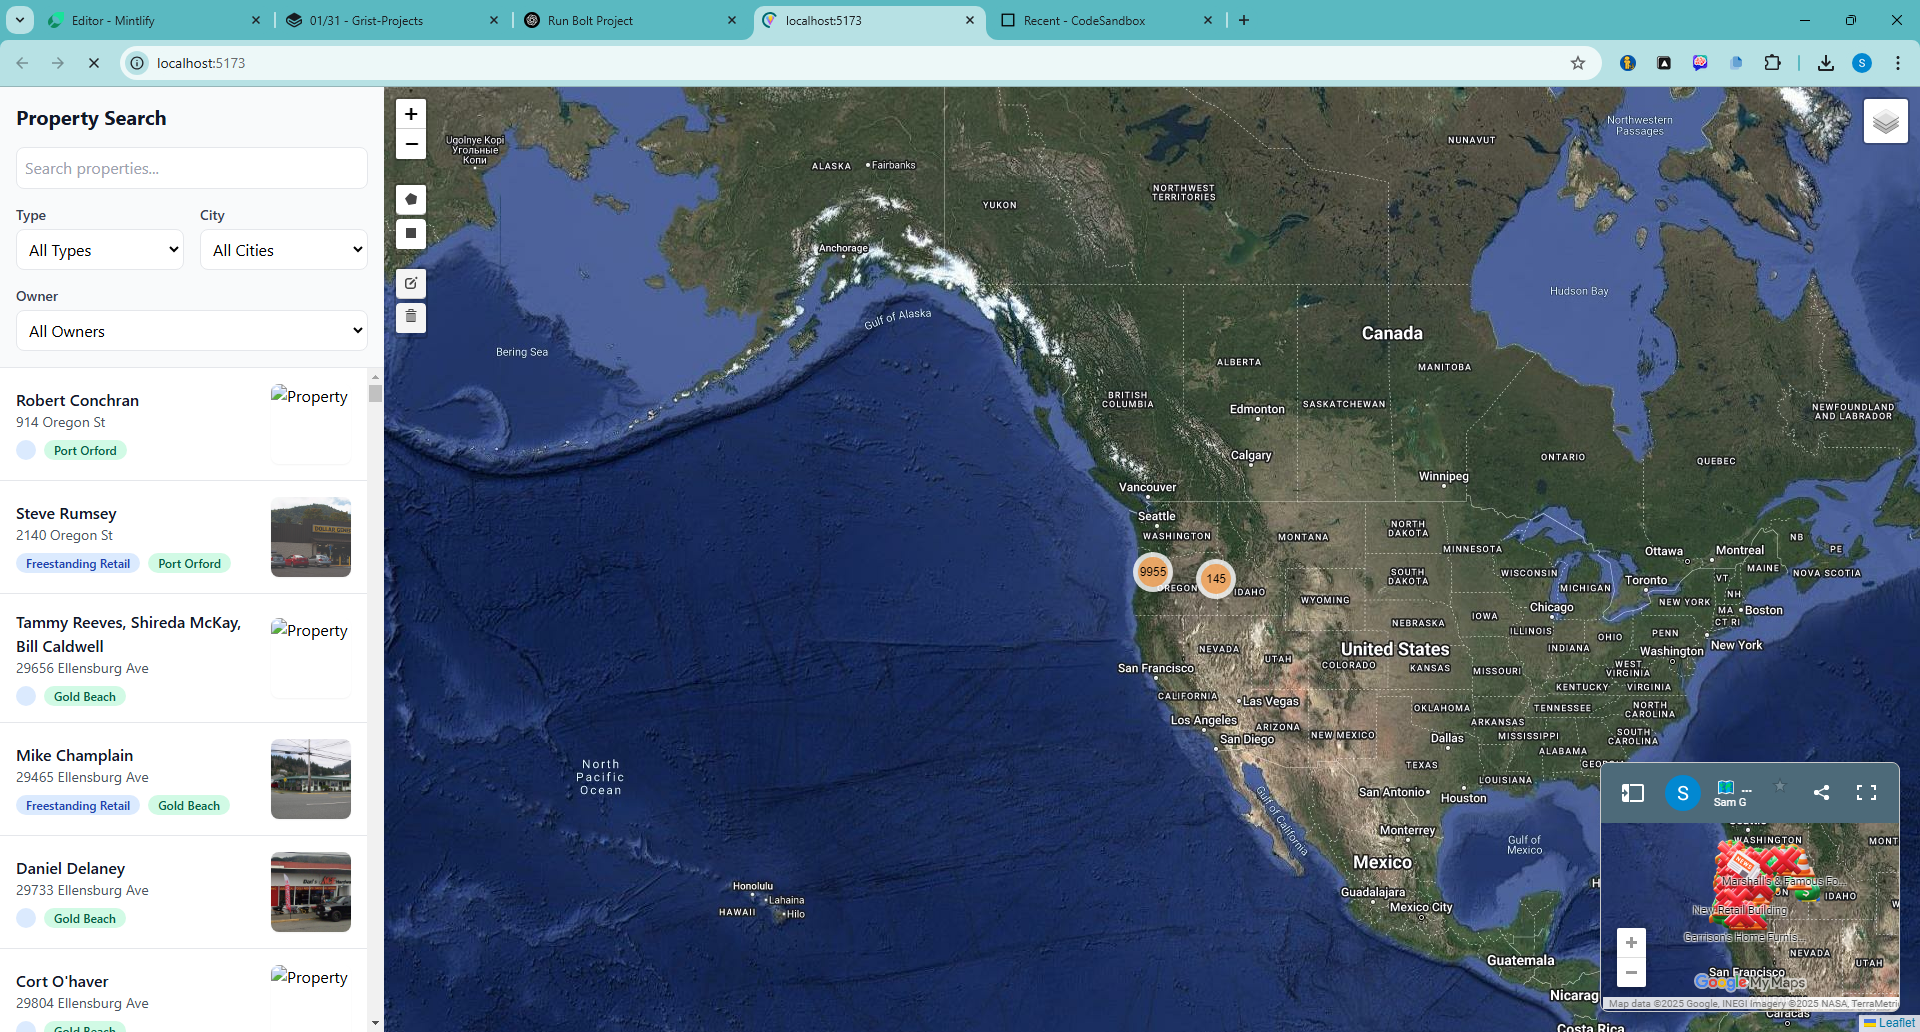 Editor - Mintlify
01/31 - Grist-Projects
Run Bolt Project
localhost:5173
Recent - CodeSandbox
localhost:5173
S
Property Search
Search properties...
Type
City
All Types
All Cities
Owner
All Owners
Robert Conchran
914 Oregon St
Port Orford
Property
Steve Rumsey
2140 Oregon St
Freestanding Retail
Port Orford
Tammy Reeves, Shireda McKay,
Bill Caldwell
29656 Ellensburg Ave
Gold Beach
Property
Mike Champlain
29465 Ellensburg Ave
Freestanding Retail
Gold Beach
Daniel Delaney
29733 Ellensburg Ave
Gold Beach
Cort O'haver
29804 Ellensburg Ave
Gold Beach
Property
+
−
Ugolnye Kopi
Угольные
Копи
ALASKA
Fairbanks
Anchorage
YUKON
NORTHWEST
TERRITORIES
NUNAVUT
Northwestern
Passages
Gulf of Alaska
Bering Sea
Hudson Bay
Canada
ALBERTA
MANITOBA
BRITISH
COLUMBIA
Edmonton
SASKATCHEWAN
NEWFOUNDLAND
AND LABRADOR
Calgary
ONTARIO
QUEBEC
Winnipeg
Vancouver
Seattle
WASHINGTON
MONTANA
NORTH
DAKOTA
MINNESOTA
Ottawa
Montreal
NB
PE
MAINE
NOVA SCOTIA
9955
145
OREGON
IDAHO
SOUTH
DAKOTA
WISCONSIN
MICHIGAN
Toronto
VT
NH
WYOMING
Chicago
NEW YORK
MA
Boston
CT RI
IOWA
NEBRASKA
ILLINOIS
OHIO
PENN
New York
INDIANA
Washington
NEVADA
UTAH
United States
COLORADO
KANSAS
MISSOURI
WEST
VIRGINIA
San Francisco
KENTUCKY
VIRGINIA
CALIFORNIA
Las Vegas
OKLAHOMA
TENNESSEE
NORTH
CAROLINA
Los Angeles
ARIZONA
NEW MEXICO
ARKANSAS
MISSISSIPPI
SOUTH
CAROLINA
San Diego
Dallas
ALABAMA
TEXAS
GEORG
LOUISIANA
San Antonio
Houston
Gulf of California
North
Pacific
Ocean
Monterrey
Gulf of
Mexico
Mexico
Honolulu
Lahaina
HAWAII
Hilo
Guadalajara
Mexico City
H
Guatemala
Nicarag
Costa Rica
Caracas
S
---
Sam G
WASHINGTON
MONT
NEW
Marshalls & Famous Fo...
ON
IDAHO
New Retail Building
W
Garrison's Home Furnis...
NEVADA
UTAH
San Francisco
+
−
Google My Maps
Map data ©2025 Google, INEGI Imagery ©2025 NASA, TerraMetric
Leaflet